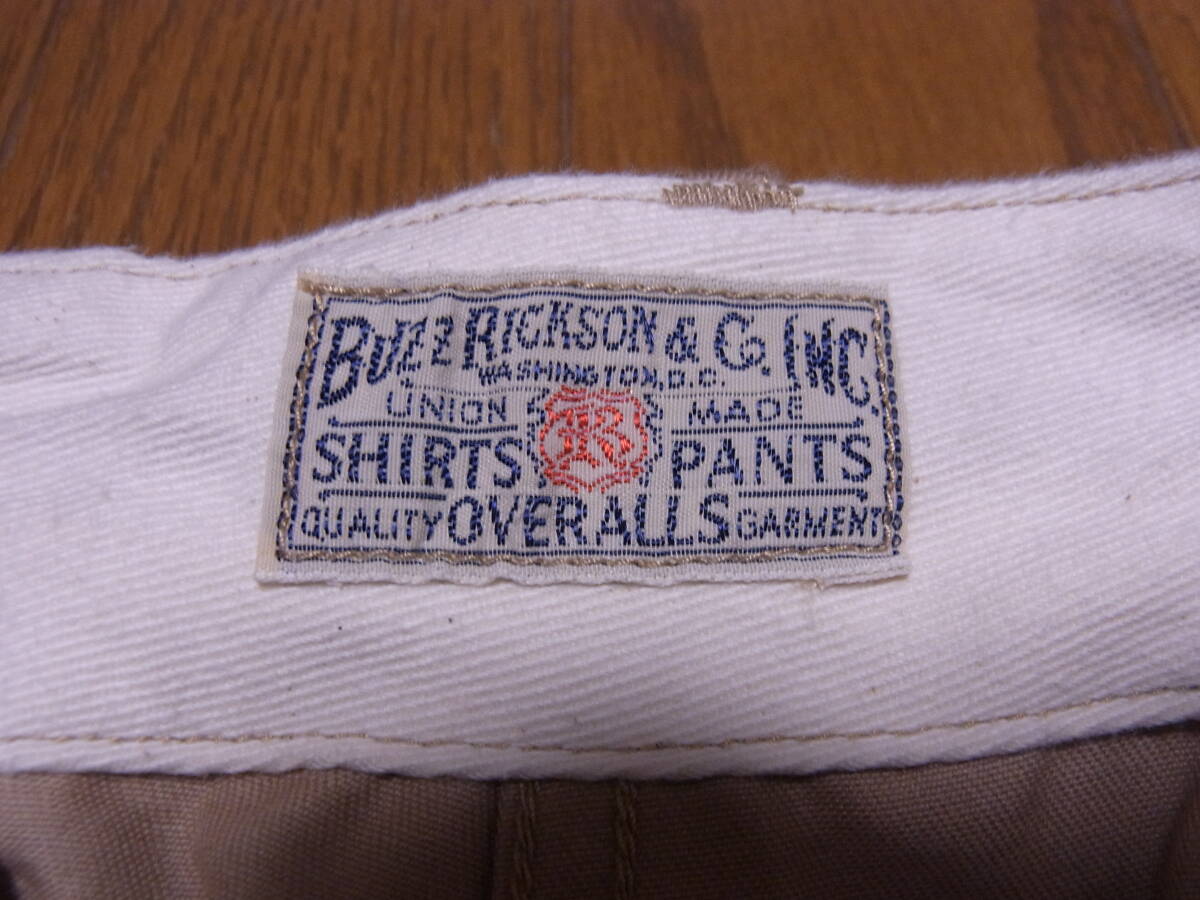 BUZZ RICKSON & CO. INC.
WASHINGTON, D.C.
UNION MADE
SHIRTS R PANTS
QUALITY OVERALLS GARMENT